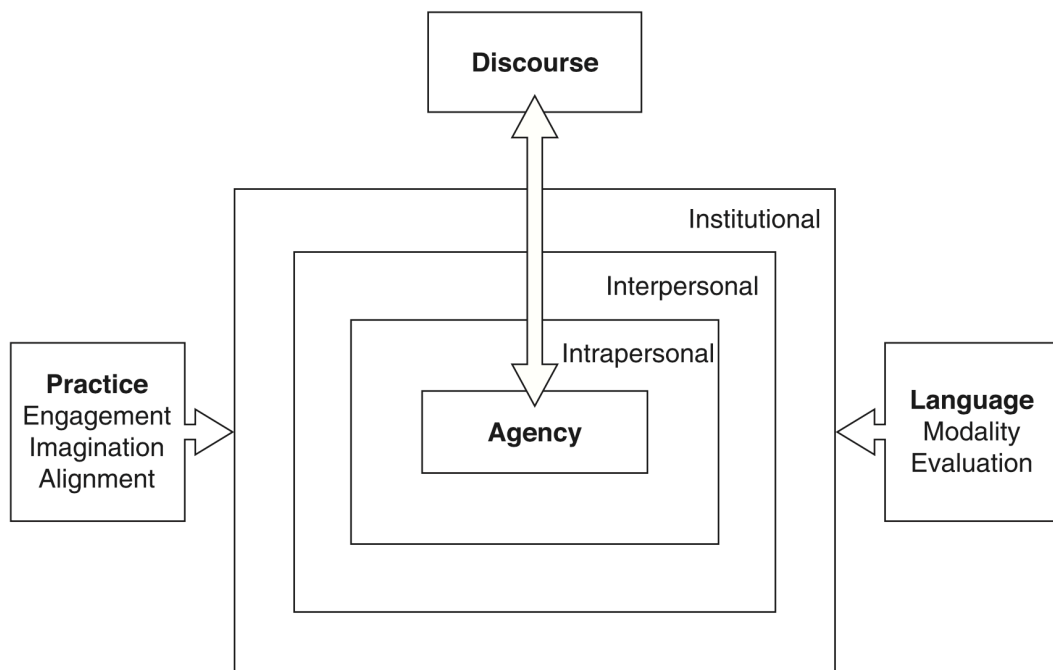 Discourse
Institutional
Interpersonal
Intrapersonal
Agency
Practice
Engagement
Imagination
Alignment
Language
Modality
Evaluation